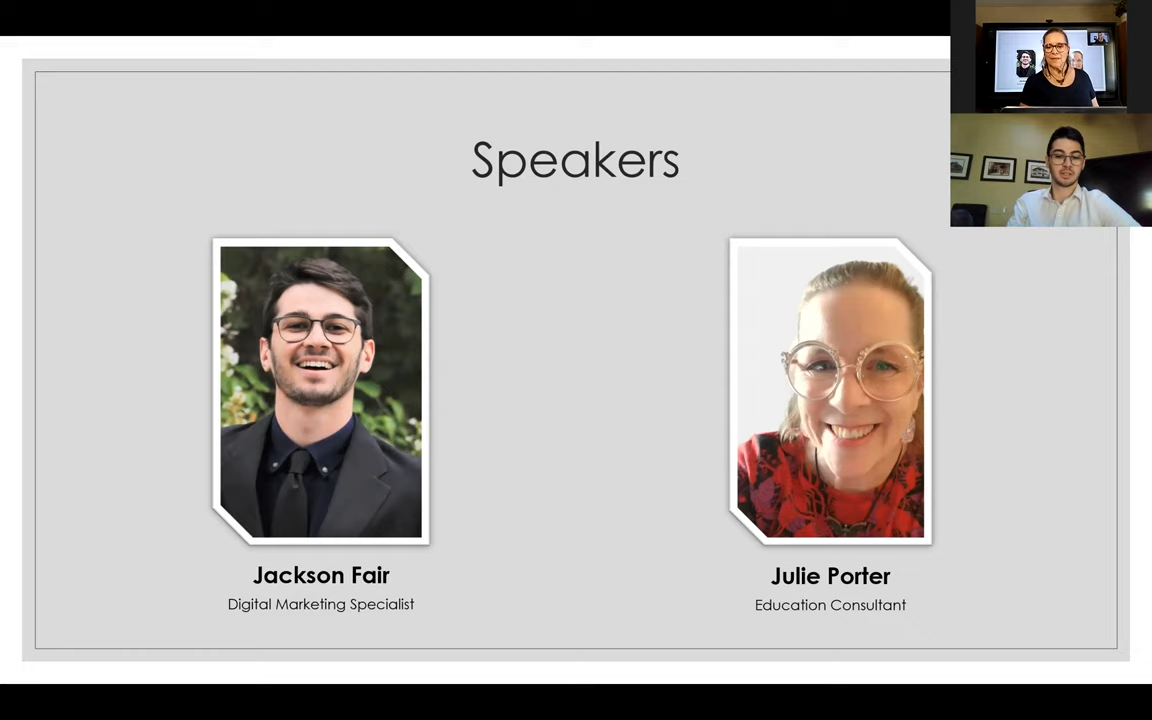 Speakers
Jackson Fair
Digital Marketing Specialist
Julie Porter
Education Consultant